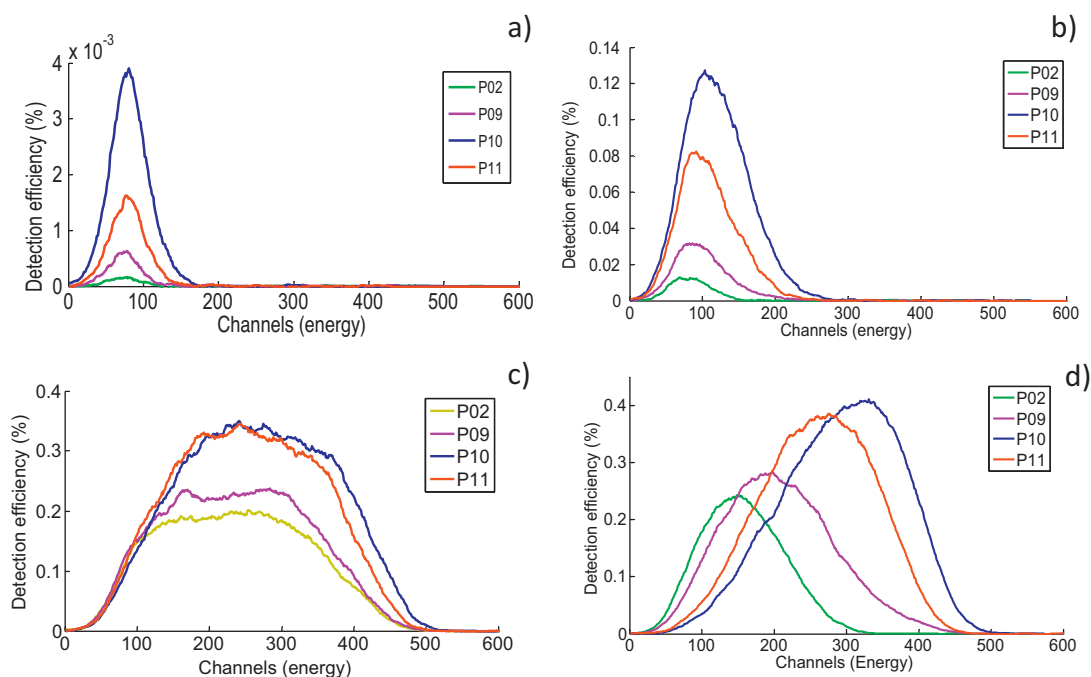 a)
x 10⁻³
4
3
2
1
0
0 100 200 300 400 500 600
Detection efficiency (%)
Channels (energy)
P02
P09
P10
P11
b)
0.14
0.12
0.1
0.08
0.06
0.04
0.02
0
0 100 200 300 400 500 600
Detection efficiency (%)
Channels (energy)
P02
P09
P10
P11
c)
0.4
0.3
0.2
0.1
0
0 100 200 300 400 500 600
Detection efficiency (%)
Channels (energy)
P02
P09
P10
P11
d)
0.4
0.3
0.2
0.1
0
0 100 200 300 400 500 600
Detection efficiency (%)
Channels (Energy)
P02
P09
P10
P11